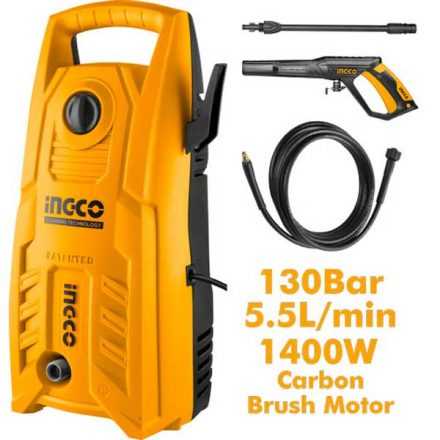 INGCO
PATENTED
INGCO
INGCO
130Bar
5.5L/min
1400W
Carbon
Brush Motor